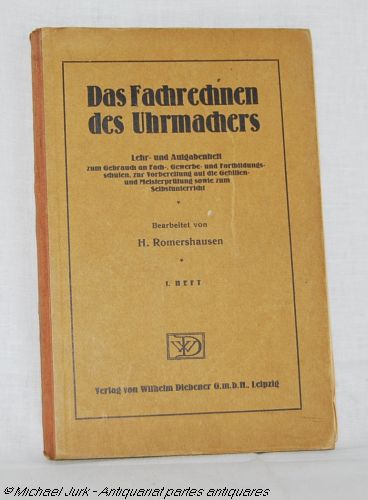 Das Fachrechnen
des Uhrmachers
Lehr- und Aufgabenheft
zum Gebrauch an Fach-, Gewerbe- und Fortbildungs-
schulen, zur Vorbereitung auf die Gehilfen-
und Meisterprüfung sowie zum
Selbstunterricht
Bearbeitet von
H. Romershausen
1. HEFT
WD
Verlag von Wilhelm Diebener G.m.b.H., Leipzig
© Michael Jurk - Antiquariat partes antiquares